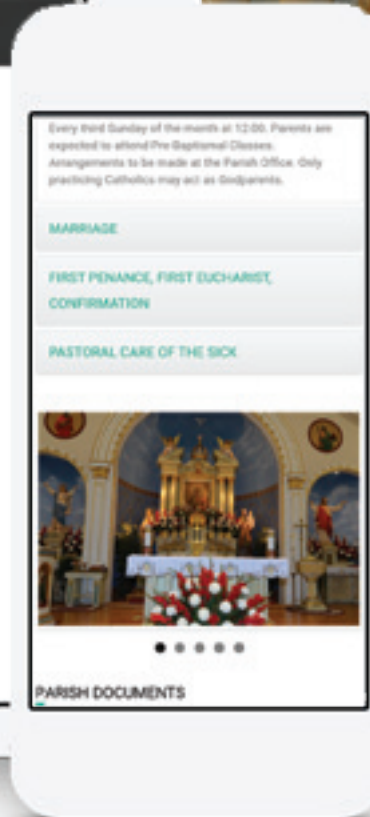 Every third Sunday of the month at 12:00. Parents are
expected to attend Pre-Baptismal Classes.
Arrangements to be made at the Parish Office. Only
practicing Catholics may act as Godparents.
MARRIAGE
FIRST PENANCE, FIRST EUCHARIST,
CONFIRMATION
PASTORAL CARE OF THE SICK
PARISH DOCUMENTS